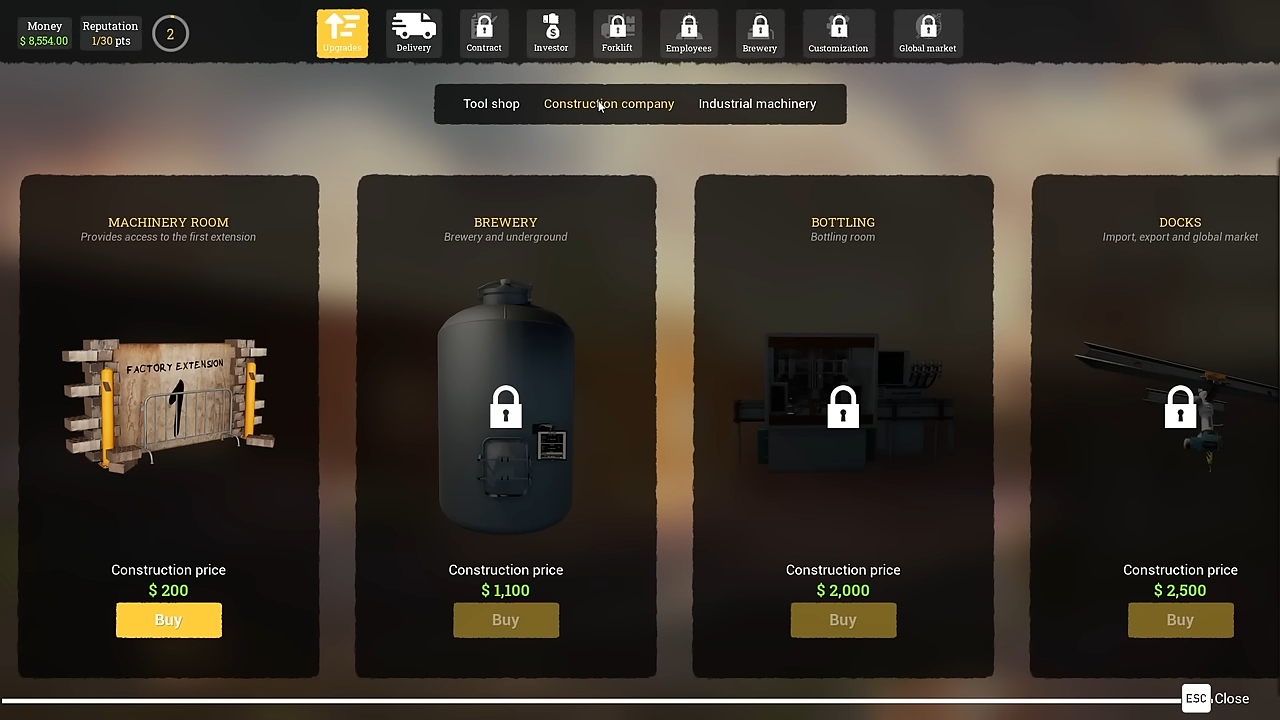 Money
$ 8,554.00
Reputation
1/30 pts
2
Upgrades
Delivery
Contract
Investor
Forklift
Employees
Brewery
Customization
Global market
Tool shop
Construction company
Industrial machinery
MACHINERY ROOM
Provides access to the first extension
FACTORY EXTENSION
1
Construction price
$ 200
Buy
BREWERY
Brewery and underground
Construction price
$ 1,100
Buy
BOTTLING
Bottling room
Construction price
$ 2,000
Buy
DOCKS
Import, export and global market
Construction price
$ 2,500
Buy
ESC Close